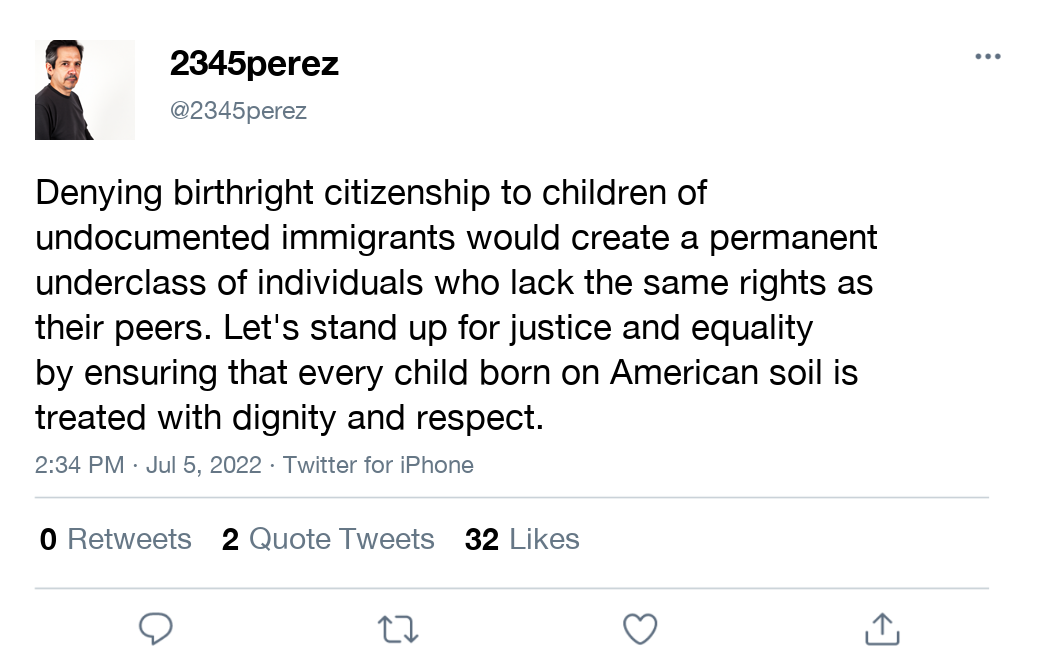 2345perez
@2345perez
Denying birthright citizenship to children of
undocumented immigrants would create a permanent
underclass of individuals who lack the same rights as
their peers. Let's stand up for justice and equality
by ensuring that every child born on American soil is
treated with dignity and respect.
2:34 PM · Jul 5, 2022 · Twitter for iPhone
0 Retweets 2 Quote Tweets 32 Likes